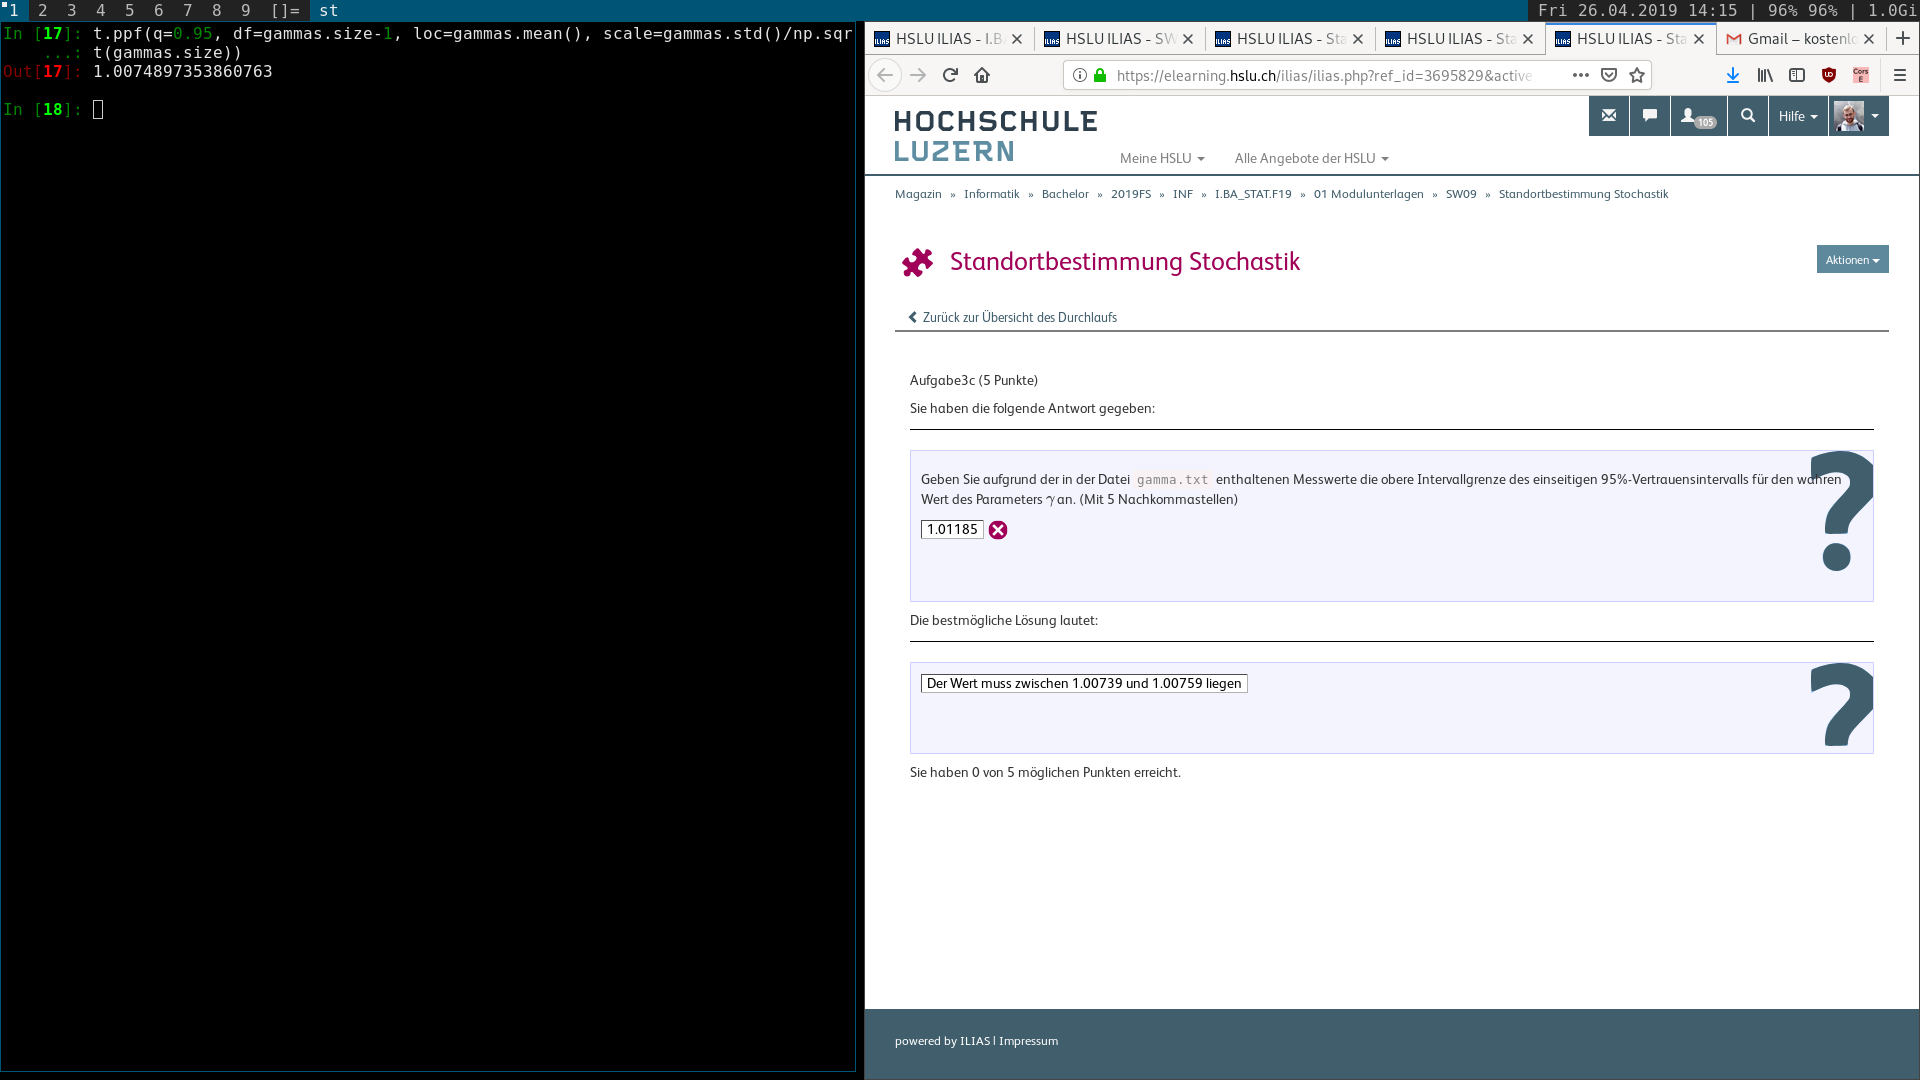 1 2 3 4 5 6 7 8 9 []= st
Fri 26.04.2019 14:15 | 96% 96% | 1.0Gi
In [17]: t.ppf(q=0.95, df=gammas.size-1, loc=gammas.mean(), scale=gammas.std()/np.sqr
...: t(gammas.size))
Out[17]: 1.0074897353860763
In [18]:
HSLU ILIAS - I.B
HSLU ILIAS - SW
HSLU ILIAS - Sta
HSLU ILIAS - Sta
HSLU ILIAS - Sta
Gmail – kostenlo
https://elearning.hslu.ch/ilias/ilias.php?ref_id=3695829&active
Cors E
HOCHSCHULE
LUZERN
Meine HSLU
Alle Angebote der HSLU
105
Hilfe
Magazin » Informatik » Bachelor » 2019FS » INF » I.BA_STAT.F19 » 01 Modulunterlagen » SW09 » Standortbestimmung Stochastik
Standortbestimmung Stochastik
Aktionen
Zurück zur Übersicht des Durchlaufs
Aufgabe3c (5 Punkte)
Sie haben die folgende Antwort gegeben:
Geben Sie aufgrund der in der Datei gamma.txt enthaltenen Messwerte die obere Intervallgrenze des einseitigen 95%-Vertrauensintervalls für den wahren
Wert des Parameters γ an. (Mit 5 Nachkommastellen)
1.01185
?
Die bestmögliche Lösung lautet:
Der Wert muss zwischen 1.00739 und 1.00759 liegen
?
Sie haben 0 von 5 möglichen Punkten erreicht.
powered by ILIAS | Impressum